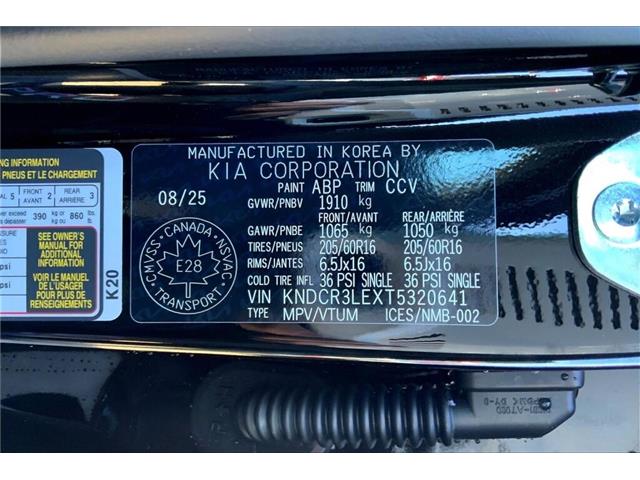 MANUFACTURED IN KOREA BY
KIA CORPORATION
08/25
PAINT ABP TRIM CCV
GVWR/PNBV 1910 kg
FRONT/AVANT REAR/ARRIÈRE
GAWR/PNBE 1065 kg 1050 kg
TIRES/PNEUS 205/60R16 205/60R16
RIMS/JANTES 6.5Jx16 6.5Jx16
COLD TIRE INFL 36 PSI SINGLE 36 PSI SINGLE
VIN KNDCR3LEXT5320641
TYPE MPV/VTUM ICES/NMB-002
CMVSS · CANADA · NSVAC
E28
TRANSPORT
INFORMATION
PNEUS ET LE CHARGEMENT
5 FRONT AVANT 2 REAR ARRIÈRE 3
exceed 390 kg or kg ou 860 lbs. lb.
SEE OWNER'S
MANUAL FOR
ADDITIONAL
INFORMATION
VOIR LE MANUEL
DE L'USAGER
POUR PLUS DE
RENSEIGNEMENTS
K20